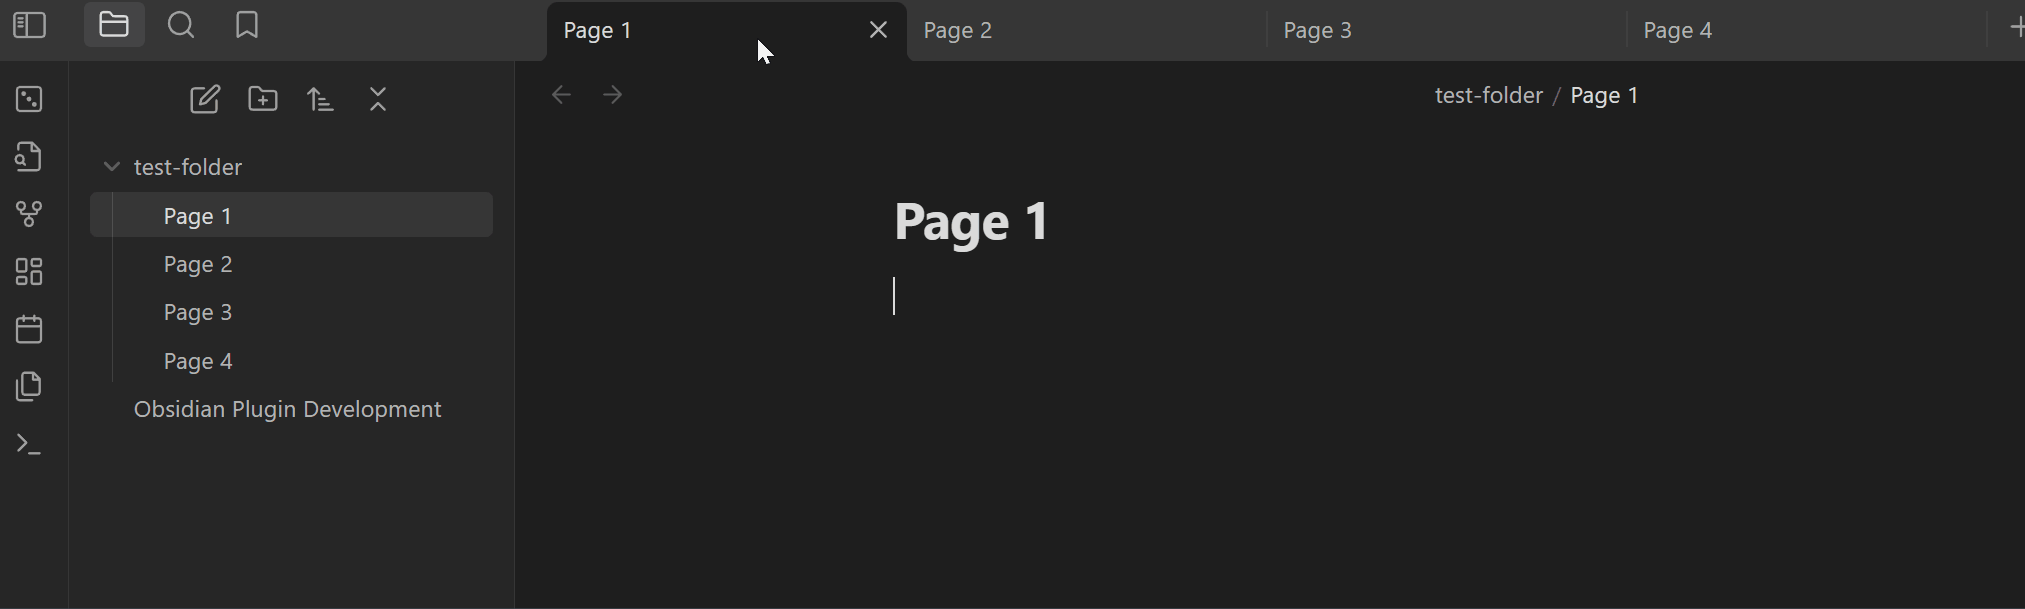 Page 1
Page 2
Page 3
Page 4
test-folder / Page 1
test-folder
Page 1
Page 2
Page 3
Page 4
Obsidian Plugin Development
Page 1